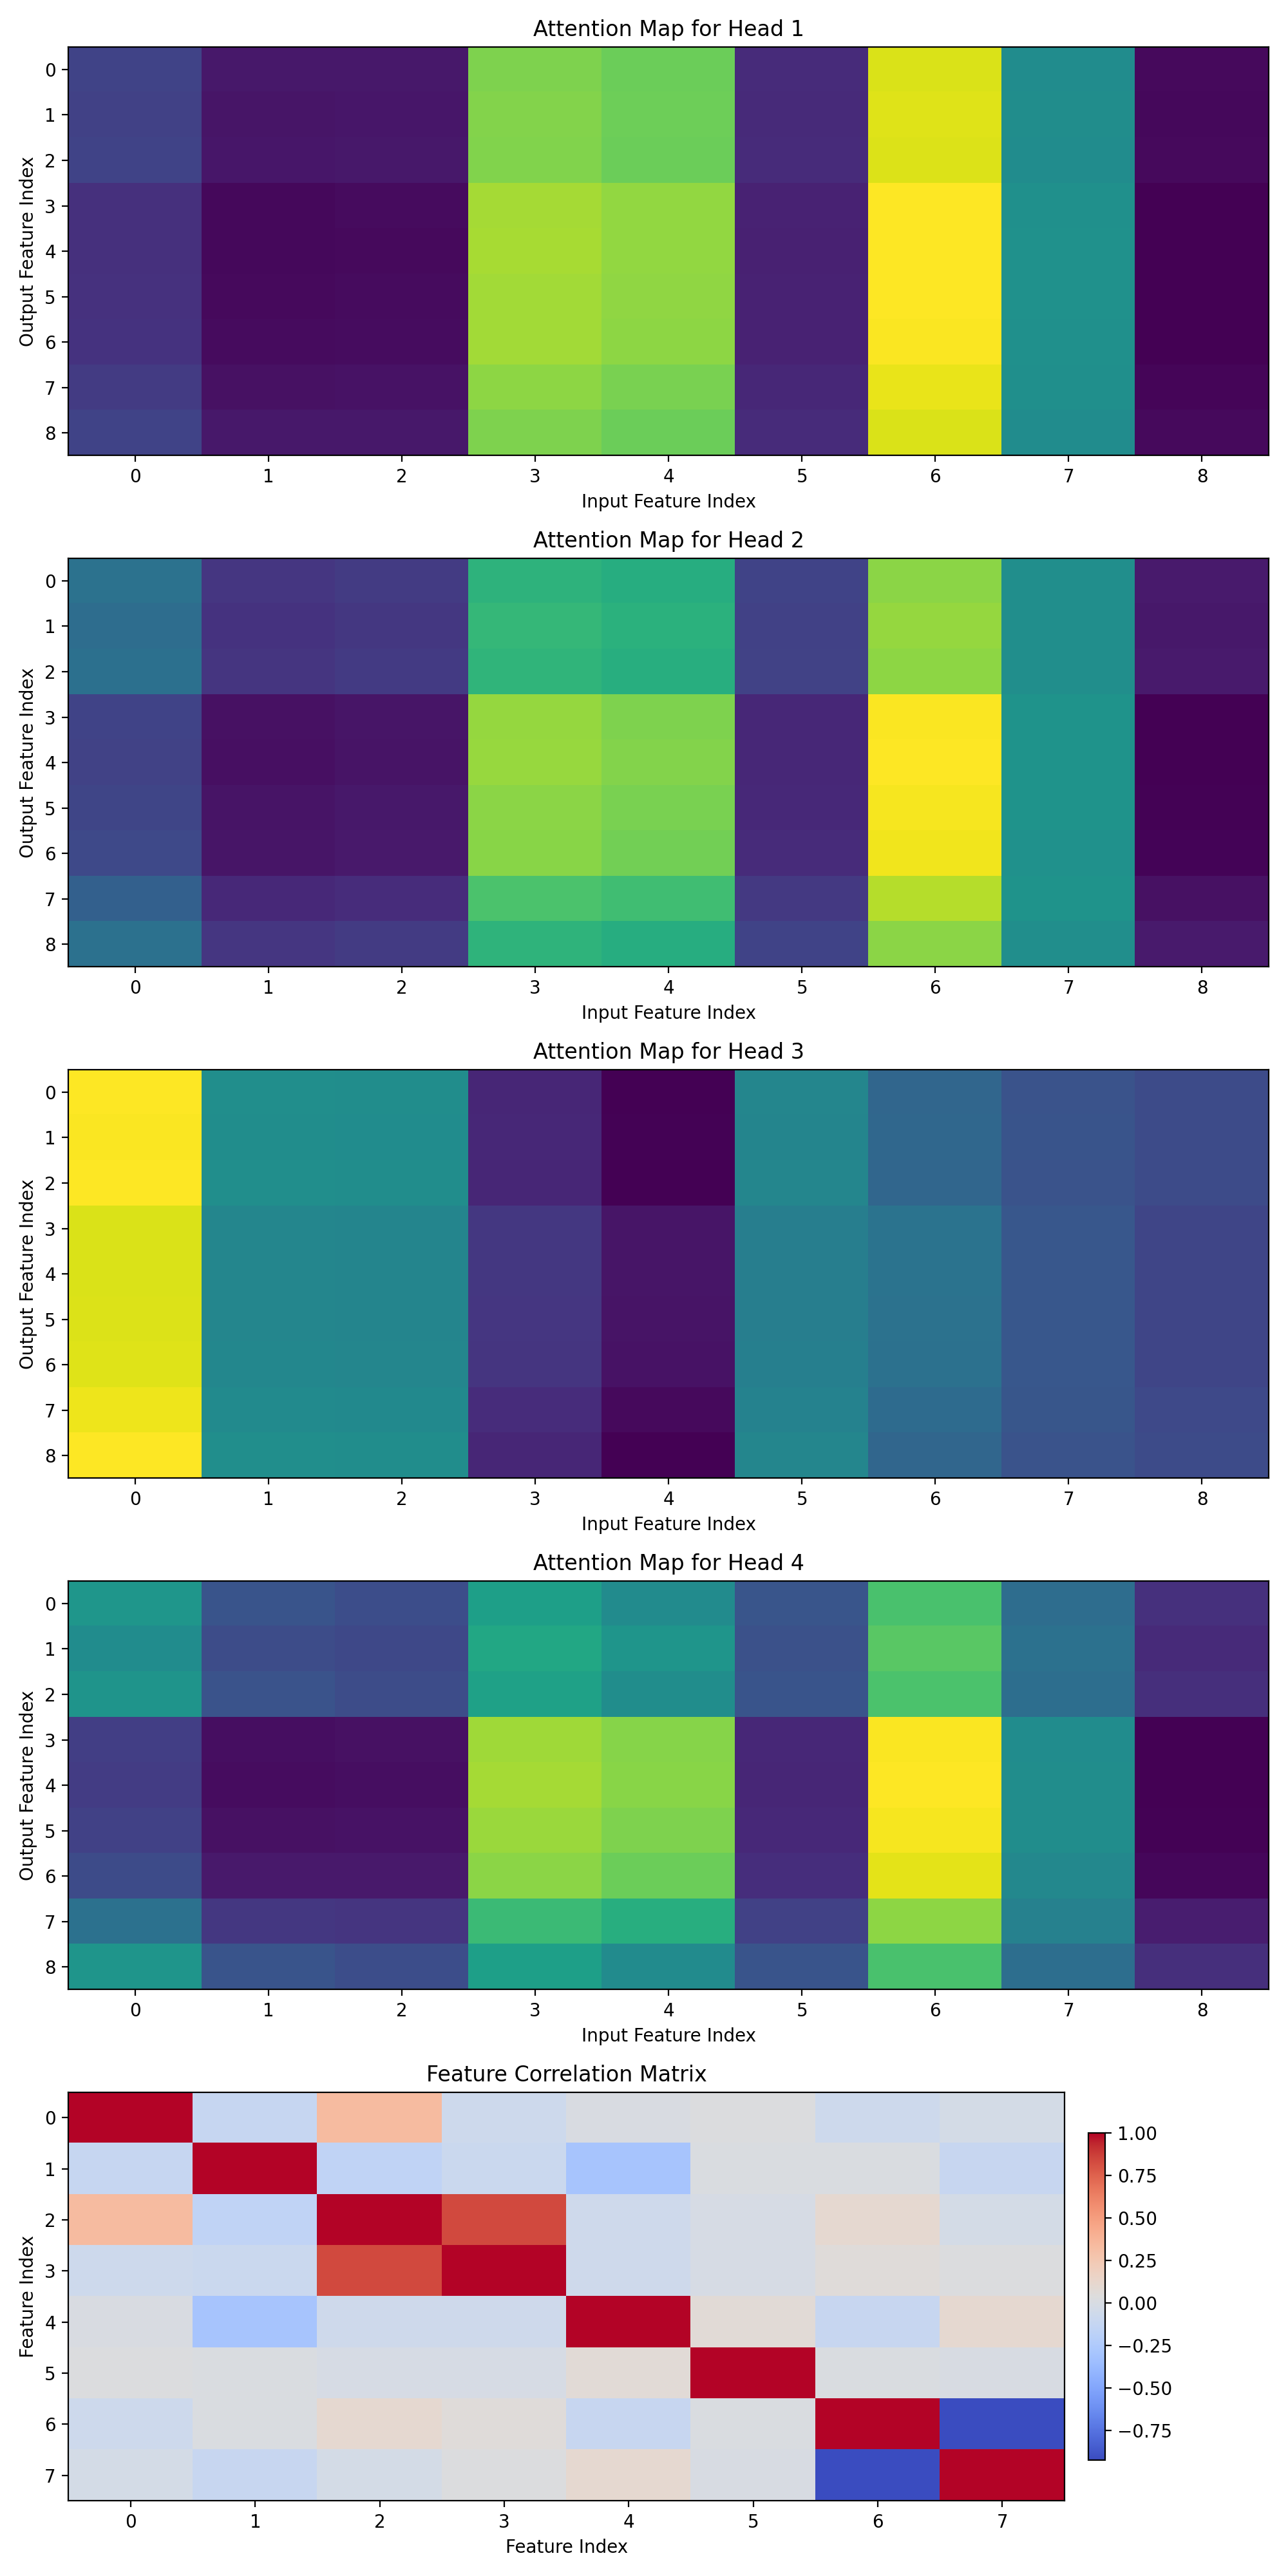 Attention Map for Head 1
Output Feature Index
0
1
2
3
4
5
6
7
8
0 1 2 3 4 5 6 7 8
Input Feature Index
Attention Map for Head 2
Output Feature Index
0
1
2
3
4
5
6
7
8
0 1 2 3 4 5 6 7 8
Input Feature Index
Attention Map for Head 3
Output Feature Index
0
1
2
3
4
5
6
7
8
0 1 2 3 4 5 6 7 8
Input Feature Index
Attention Map for Head 4
Output Feature Index
0
1
2
3
4
5
6
7
8
0 1 2 3 4 5 6 7 8
Input Feature Index
Feature Correlation Matrix
Feature Index
0
1
2
3
4
5
6
7
0 1 2 3 4 5 6 7
Feature Index
1.00
0.75
0.50
0.25
0.00
−0.25
−0.50
−0.75